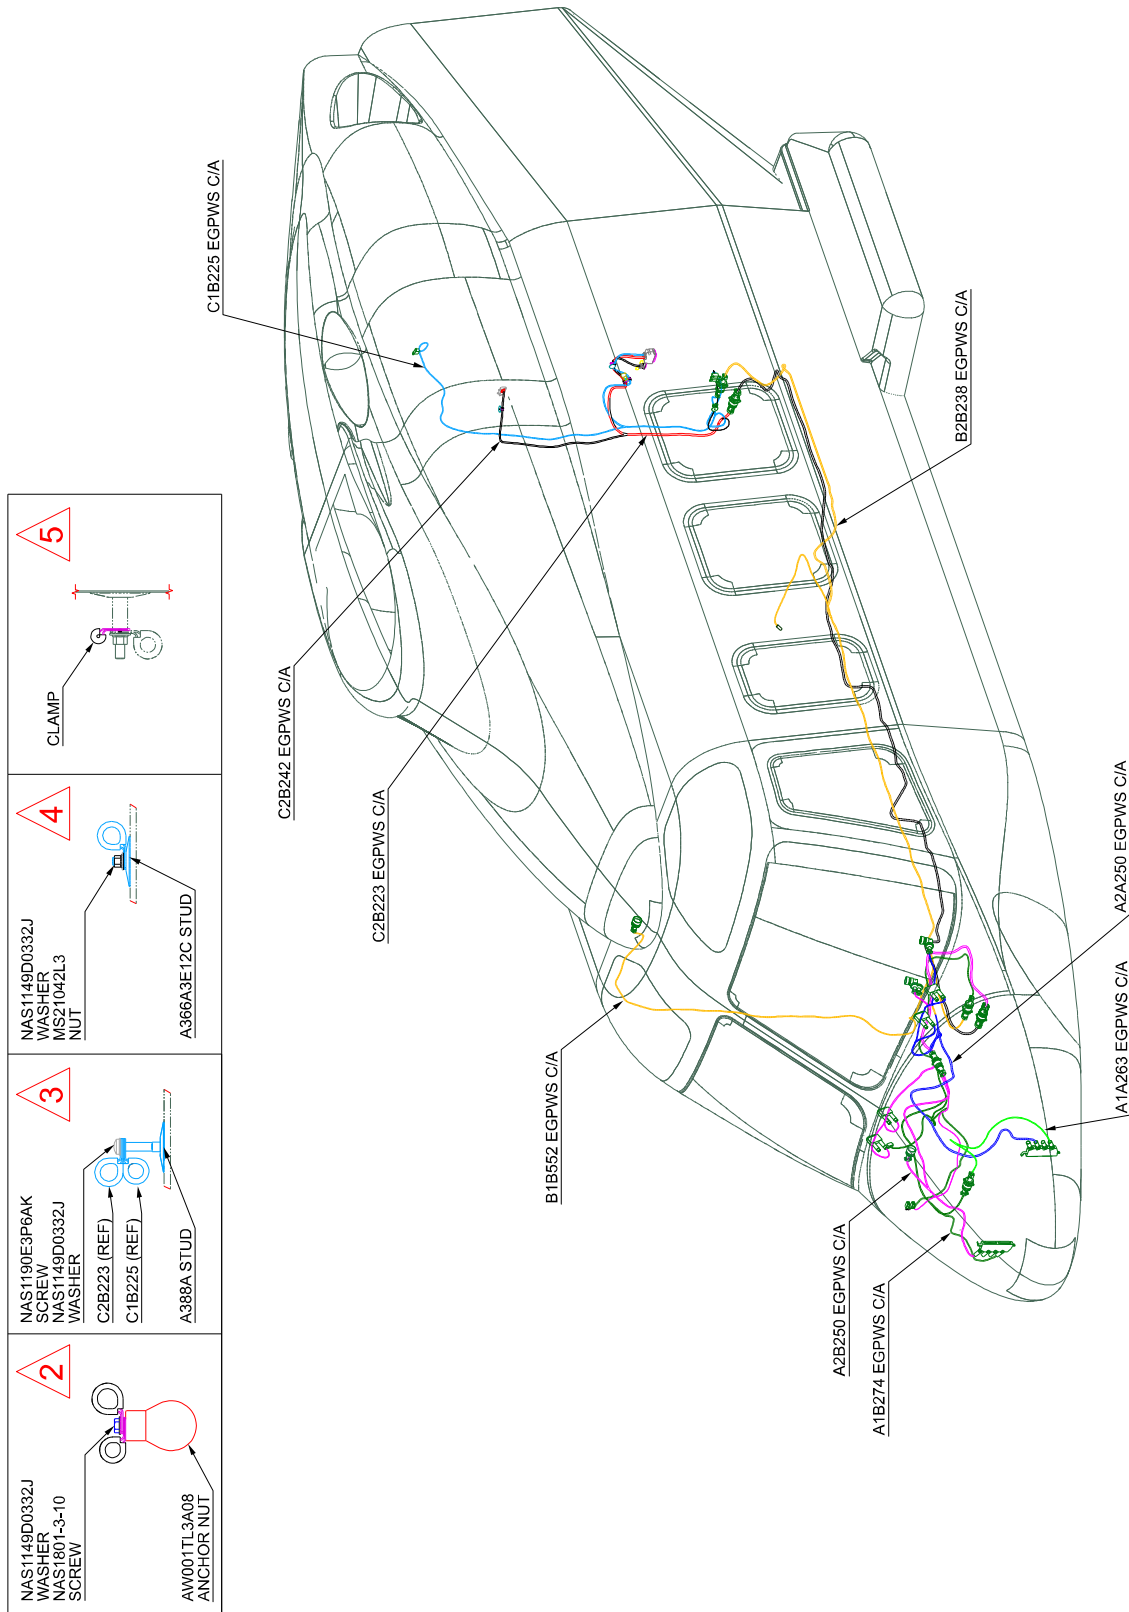 NAS1149D0332J
WASHER
NAS1801-3-10
SCREW
2
AW001TL3A08
ANCHOR NUT
NAS1190E3P6AK
SCREW
NAS1149D0332J
WASHER
3
C2B223 (REF)
C1B225 (REF)
A388A STUD
NAS1149D0332J
WASHER
MS21042L3
NUT
4
A366A3E12C STUD
5
CLAMP
C1B225 EGPWS C/A
B2B238 EGPWS C/A
C2B242 EGPWS C/A
C2B223 EGPWS C/A
B1B552 EGPWS C/A
A2A250 EGPWS C/A
A1A263 EGPWS C/A
A2B250 EGPWS C/A
A1B274 EGPWS C/A